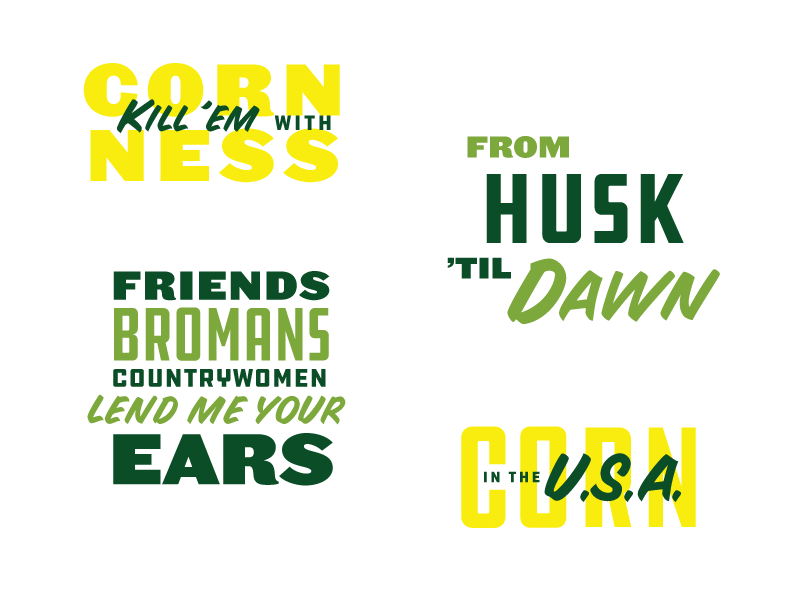 CORN
KILL 'EM WITH
NESS
FROM
HUSK
'TIL DAWN
FRIENDS
BROMANS
COUNTRYWOMEN
LEND ME YOUR
EARS
CORN
IN THE U.S.A.